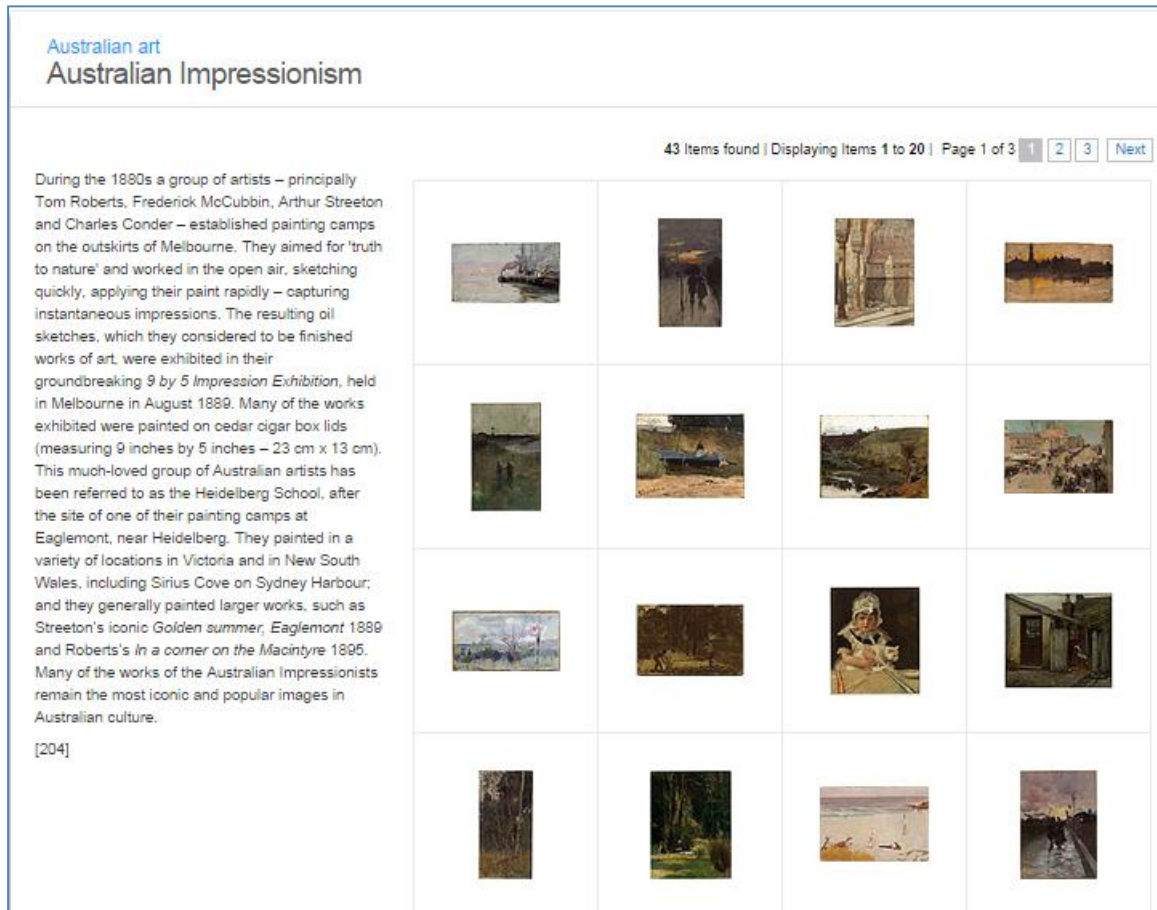 Australian art
Australian Impressionism
43 Items found | Displaying Items 1 to 20 | Page 1 of 3 1 2 3 Next
During the 1880s a group of artists – principally
Tom Roberts, Frederick McCubbin, Arthur Streeton
and Charles Conder – established painting camps
on the outskirts of Melbourne. They aimed for 'truth
to nature' and worked in the open air, sketching
quickly, applying their paint rapidly – capturing
instantaneous impressions. The resulting oil
sketches, which they considered to be finished
works of art, were exhibited in their
groundbreaking 9 by 5 Impression Exhibition, held
in Melbourne in August 1889. Many of the works
exhibited were painted on cedar cigar box lids
(measuring 9 inches by 5 inches – 23 cm x 13 cm).
This much-loved group of Australian artists has
been referred to as the Heidelberg School, after
the site of one of their painting camps at
Eaglemont, near Heidelberg. They painted in a
variety of locations in Victoria and in New South
Wales, including Sirius Cove on Sydney Harbour;
and they generally painted larger works, such as
Streeton's iconic Golden summer, Eaglemont 1889
and Roberts's In a corner on the Macintyre 1895.
Many of the works of the Australian Impressionists
remain the most iconic and popular images in
Australian culture.
[204]